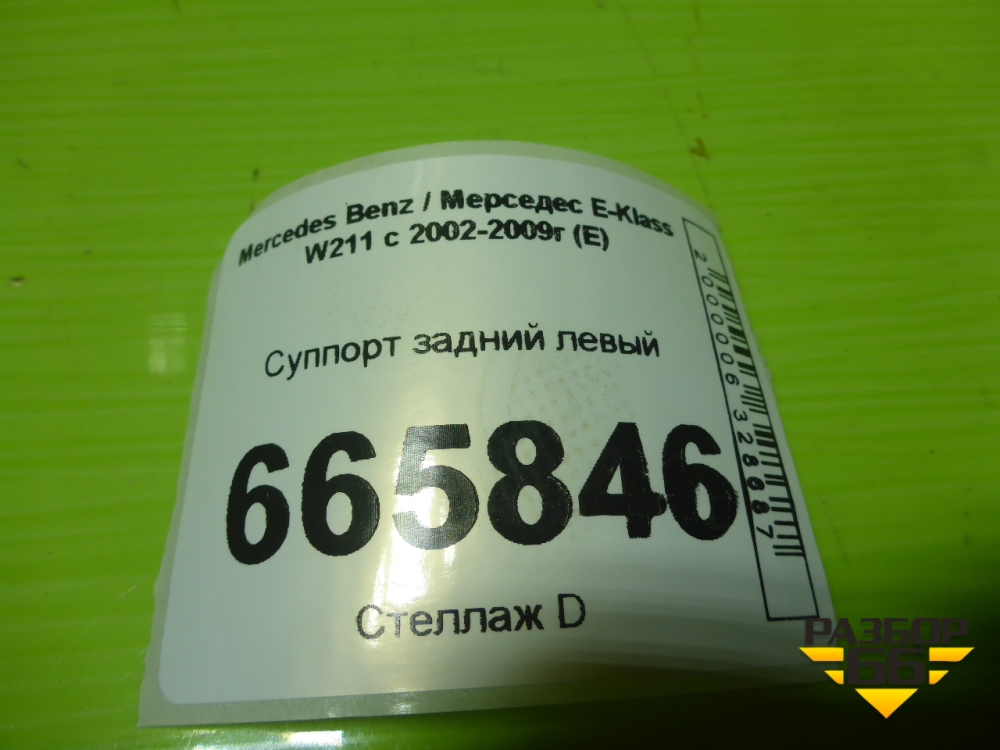 Mercedes Benz / Мерседес E-Klass
W211 с 2002-2009г (E)
Суппорт задний левый
665846
Стеллаж D
2000006328687
РАЗБОР
66